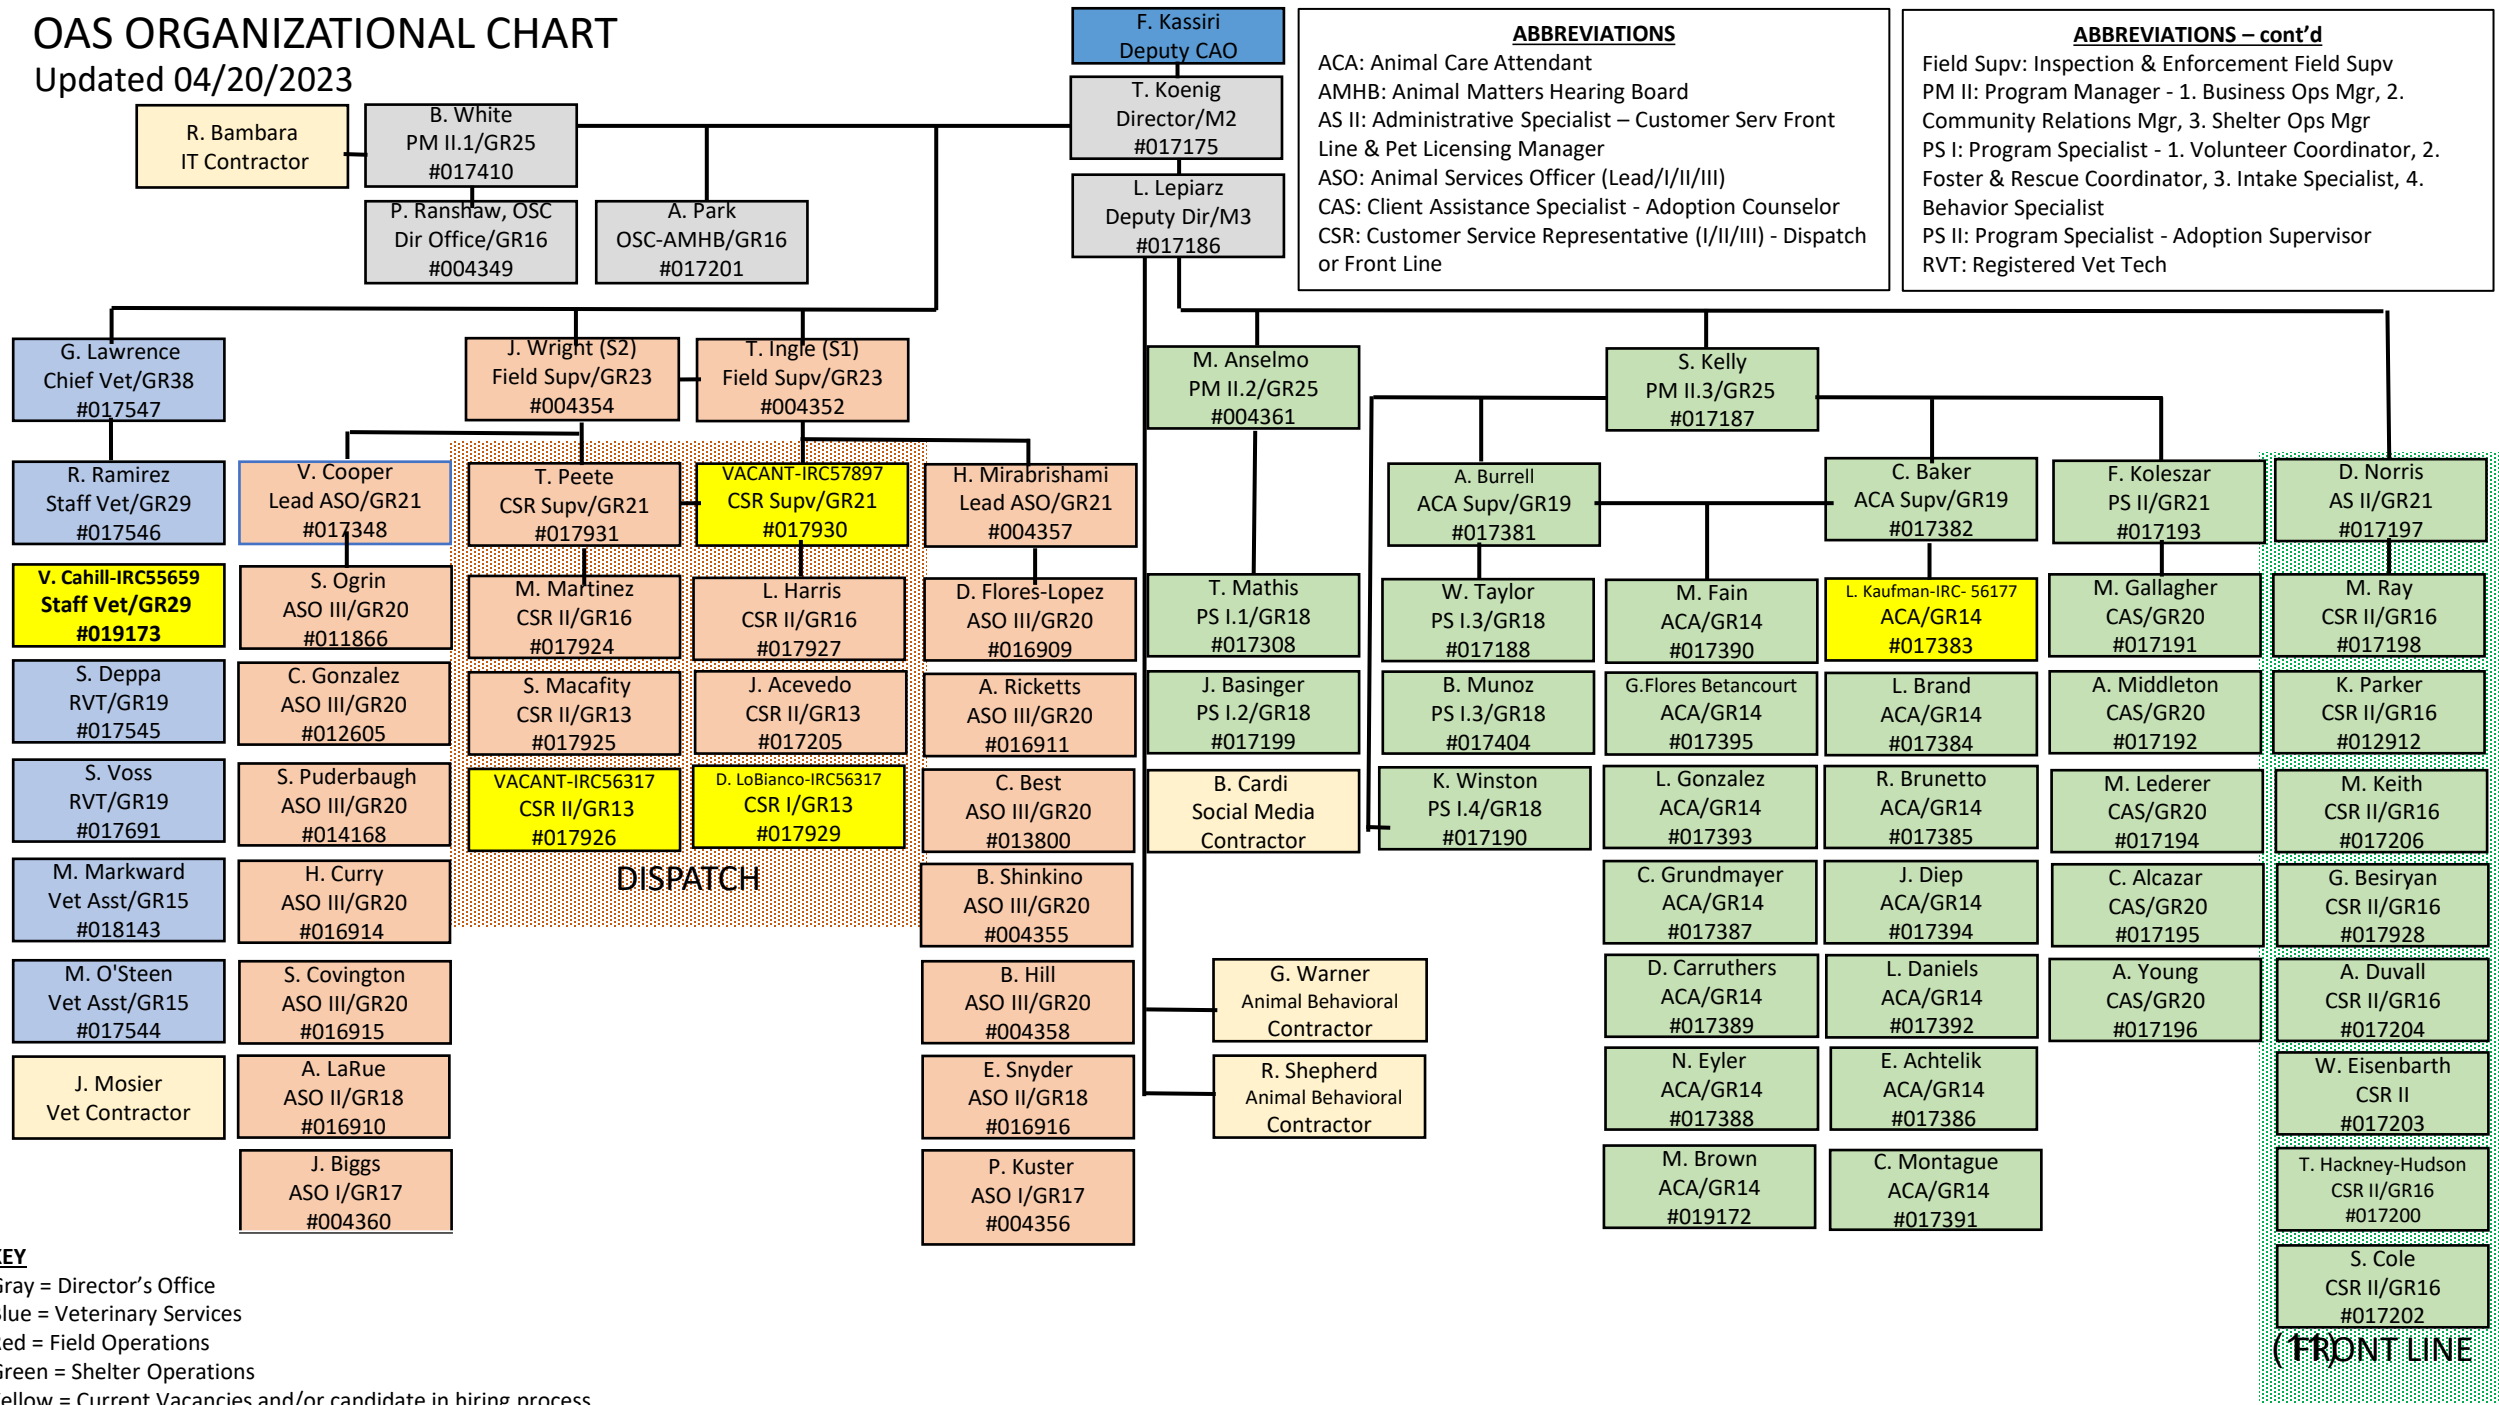 OAS ORGANIZATIONAL CHART
Updated 04/20/2023
F. Kassiri
Deputy CAO
T. Koenig
Director/M2
#017175
L. Lepiarz
Deputy Dir/M3
#017186
R. Bambara
IT Contractor
B. White
PM II.1/GR25
#017410
P. Ranshaw, OSC
Dir Office/GR16
#004349
A. Park
OSC-AMHB/GR16
#017201
ABBREVIATIONS
ACA: Animal Care Attendant
AMHB: Animal Matters Hearing Board
AS II: Administrative Specialist – Customer Serv Front
Line & Pet Licensing Manager
ASO: Animal Services Officer (Lead/I/II/III)
CAS: Client Assistance Specialist - Adoption Counselor
CSR: Customer Service Representative (I/II/III) - Dispatch
or Front Line
ABBREVIATIONS – cont’d
Field Supv: Inspection & Enforcement Field Supv
PM II: Program Manager - 1. Business Ops Mgr, 2.
Community Relations Mgr, 3. Shelter Ops Mgr
PS I: Program Specialist - 1. Volunteer Coordinator, 2.
Foster & Rescue Coordinator, 3. Intake Specialist, 4.
Behavior Specialist
PS II: Program Specialist - Adoption Supervisor
RVT: Registered Vet Tech
G. Lawrence
Chief Vet/GR38
#017547
R. Ramirez
Staff Vet/GR29
#017546
V. Cahill-IRC55659
Staff Vet/GR29
#019173
S. Deppa
RVT/GR19
#017545
S. Voss
RVT/GR19
#017691
M. Markward
Vet Asst/GR15
#018143
M. O'Steen
Vet Asst/GR15
#017544
J. Mosier
Vet Contractor
J. Wright (S2)
Field Supv/GR23
#004354
T. Ingle (S1)
Field Supv/GR23
#004352
V. Cooper
Lead ASO/GR21
#017348
S. Ogrin
ASO III/GR20
#011866
C. Gonzalez
ASO III/GR20
#012605
S. Puderbaugh
ASO III/GR20
#014168
H. Curry
ASO III/GR20
#016914
S. Covington
ASO III/GR20
#016915
A. LaRue
ASO II/GR18
#016910
J. Biggs
ASO I/GR17
#004360
T. Peete
CSR Supv/GR21
#017931
M. Martinez
CSR II/GR16
#017924
S. Macafity
CSR II/GR13
#017925
VACANT-IRC56317
CSR II/GR13
#017926
VACANT-IRC57897
CSR Supv/GR21
#017930
L. Harris
CSR II/GR16
#017927
J. Acevedo
CSR II/GR13
#017205
D. LoBianco-IRC56317
CSR I/GR13
#017929
DISPATCH
H. Mirabrishami
Lead ASO/GR21
#004357
D. Flores-Lopez
ASO III/GR20
#016909
A. Ricketts
ASO III/GR20
#016911
C. Best
ASO III/GR20
#013800
B. Shinkino
ASO III/GR20
#004355
B. Hill
ASO III/GR20
#004358
E. Snyder
ASO II/GR18
#016916
P. Kuster
ASO I/GR17
#004356
M. Anselmo
PM II.2/GR25
#004361
T. Mathis
PS I.1/GR18
#017308
J. Basinger
PS I.2/GR18
#017199
B. Cardi
Social Media
Contractor
G. Warner
Animal Behavioral
Contractor
R. Shepherd
Animal Behavioral
Contractor
S. Kelly
PM II.3/GR25
#017187
A. Burrell
ACA Supv/GR19
#017381
W. Taylor
PS I.3/GR18
#017188
B. Munoz
PS I.3/GR18
#017404
K. Winston
PS I.4/GR18
#017190
M. Fain
ACA/GR14
#017390
G.Flores Betancourt
ACA/GR14
#017395
L. Gonzalez
ACA/GR14
#017393
C. Grundmayer
ACA/GR14
#017387
D. Carruthers
ACA/GR14
#017389
N. Eyler
ACA/GR14
#017388
M. Brown
ACA/GR14
#019172
C. Baker
ACA Supv/GR19
#017382
L. Kaufman-IRC- 56177
ACA/GR14
#017383
L. Brand
ACA/GR14
#017384
R. Brunetto
ACA/GR14
#017385
J. Diep
ACA/GR14
#017394
L. Daniels
ACA/GR14
#017392
E. Achtelik
ACA/GR14
#017386
C. Montague
ACA/GR14
#017391
F. Koleszar
PS II/GR21
#017193
M. Gallagher
CAS/GR20
#017191
A. Middleton
CAS/GR20
#017192
M. Lederer
CAS/GR20
#017194
C. Alcazar
CAS/GR20
#017195
A. Young
CAS/GR20
#017196
D. Norris
AS II/GR21
#017197
M. Ray
CSR II/GR16
#017198
K. Parker
CSR II/GR16
#012912
M. Keith
CSR II/GR16
#017206
G. Besiryan
CSR II/GR16
#017928
A. Duvall
CSR II/GR16
#017204
W. Eisenbarth
CSR II
#017203
T. Hackney-Hudson
CSR II/GR16
#017200
S. Cole
CSR II/GR16
#017202
(11)
FRONT LINE
KEY
Gray = Director’s Office
Blue = Veterinary Services
Red = Field Operations
Green = Shelter Operations
Yellow = Current Vacancies and/or candidate in hiring process